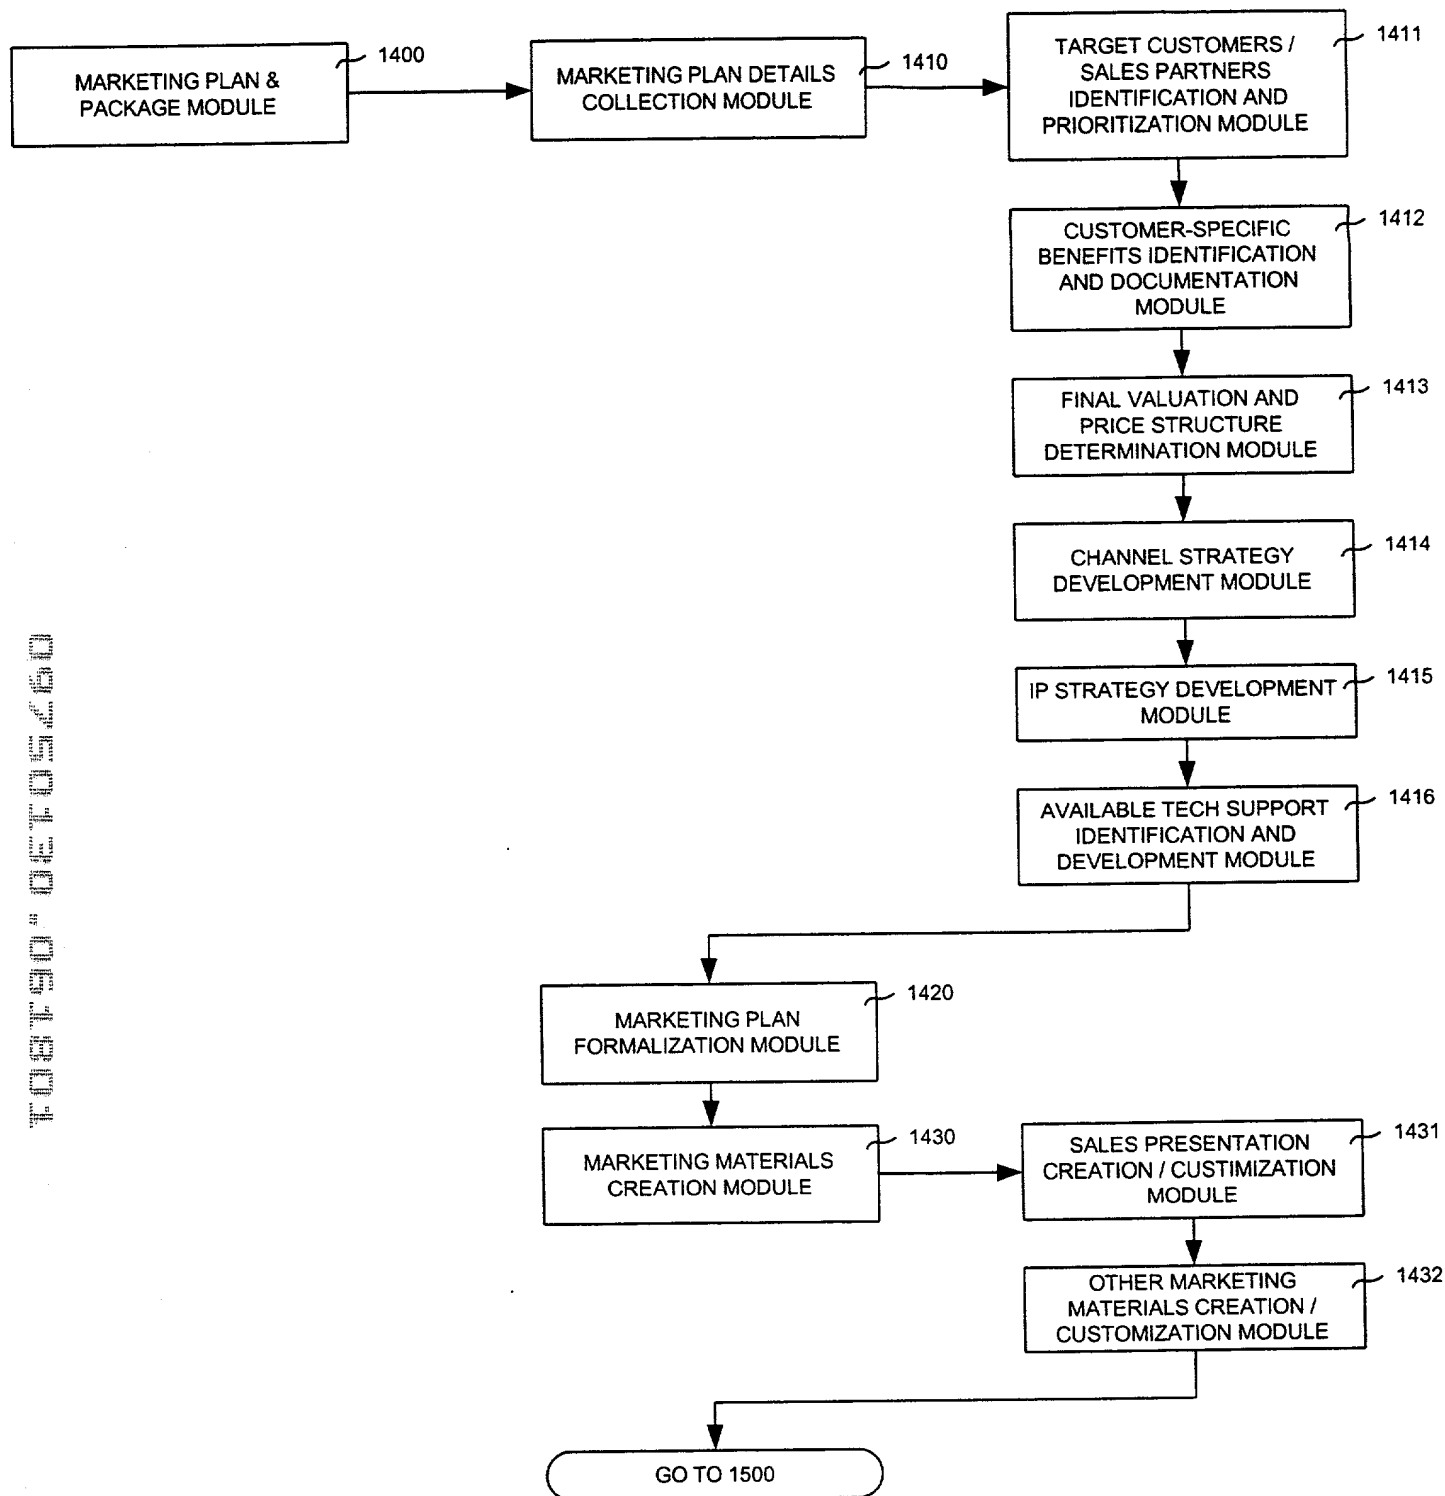 MARKETING PLAN &
PACKAGE MODULE
1400
MARKETING PLAN DETAILS
COLLECTION MODULE
1410
TARGET CUSTOMERS /
SALES PARTNERS
IDENTIFICATION AND
PRIORITIZATION MODULE
1411
CUSTOMER-SPECIFIC
BENEFITS IDENTIFICATION
AND DOCUMENTATION
MODULE
1412
FINAL VALUATION AND
PRICE STRUCTURE
DETERMINATION MODULE
1413
CHANNEL STRATEGY
DEVELOPMENT MODULE
1414
IP STRATEGY DEVELOPMENT
MODULE
1415
AVAILABLE TECH SUPPORT
IDENTIFICATION AND
DEVELOPMENT MODULE
1416
MARKETING PLAN
FORMALIZATION MODULE
1420
MARKETING MATERIALS
CREATION MODULE
1430
SALES PRESENTATION
CREATION / CUSTIMIZATION
MODULE
1431
OTHER MARKETING
MATERIALS CREATION /
CUSTOMIZATION MODULE
1432
GO TO 1500